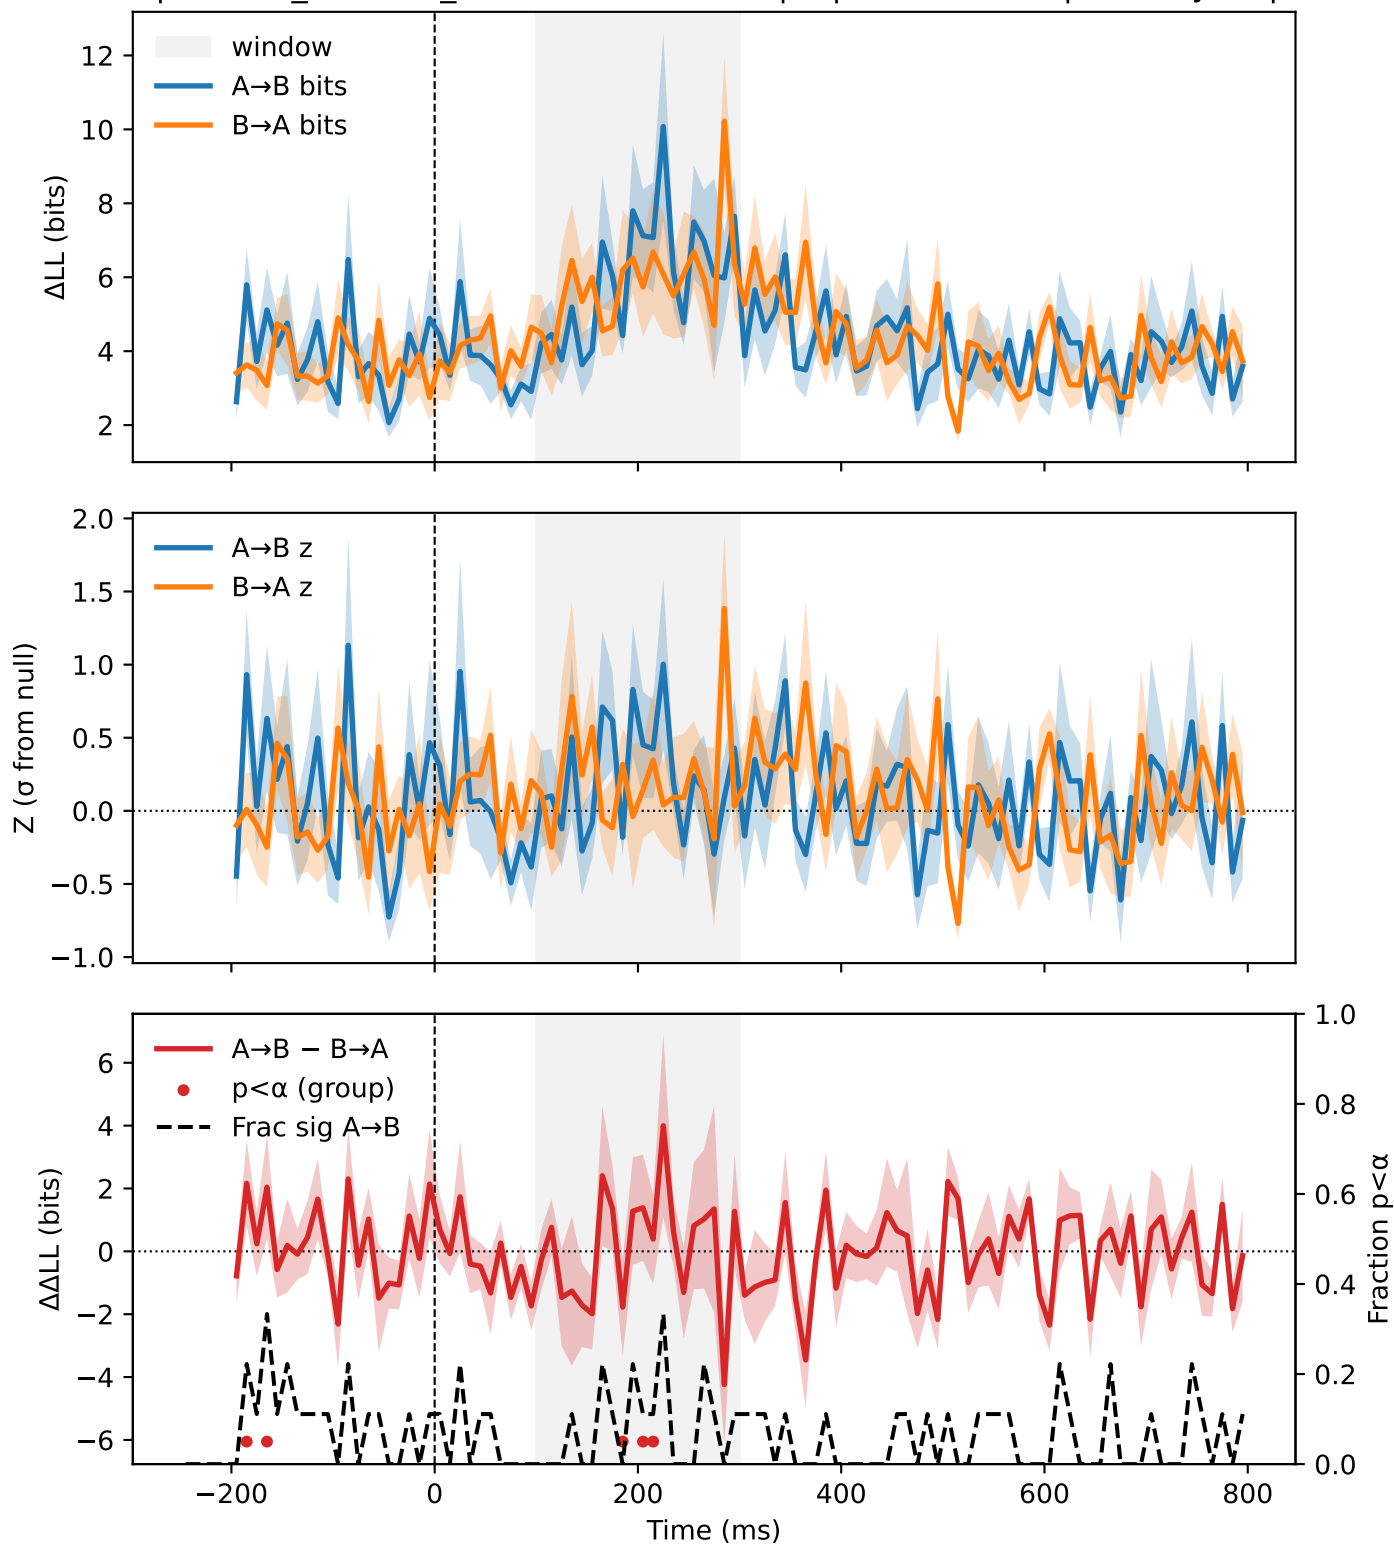 window
A→B bits
B→A bits
ΔLL (bits)
12
10
8
6
4
2
A→B z
B→A z
Z (σ from null)
2.0
1.5
1.0
0.5
0.0
−0.5
−1.0
A→B − B→A
p<α (group)
Frac sig A→B
ΔΔLL (bits)
6
4
2
0
−2
−4
−6
1.0
0.8
0.6
0.4
0.2
0.0
Fraction p<α
−200
0
200
400
600
800
Time (ms)